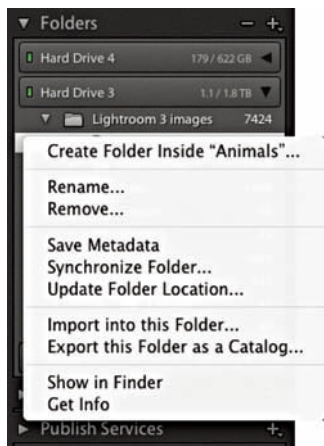 Folders
Hard Drive 4 179 / 622 GB
Hard Drive 3 1.1 / 1.8 TB
Lightroom 3 images 7424
Create Folder Inside “Animals”...
Rename...
Remove...
Save Metadata
Synchronize Folder...
Update Folder Location...
Import into this Folder...
Export this Folder as a Catalog...
Show in Finder
Get Info
Publish Services